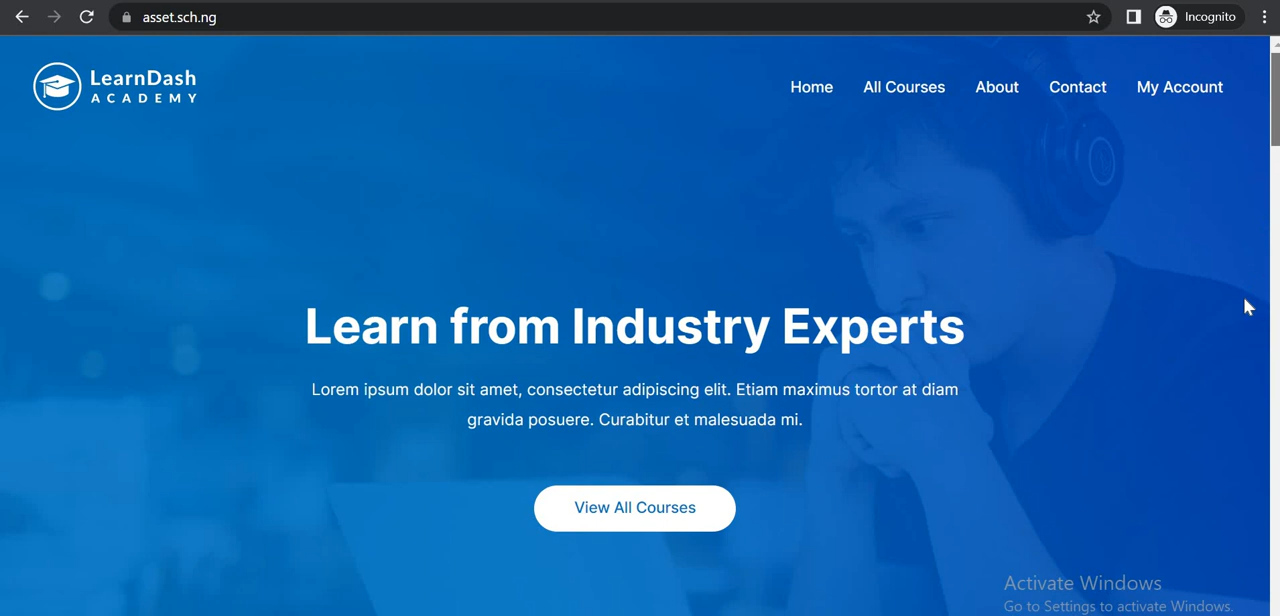 asset.sch.ng
Incognito
LearnDash
ACADEMY
Home
All Courses
About
Contact
My Account
Learn from Industry Experts
Lorem ipsum dolor sit amet, consectetur adipiscing elit. Etiam maximus tortor at diam
gravida posuere. Curabitur et malesuada mi.
View All Courses
Activate Windows
Go to Settings to activate Windows.